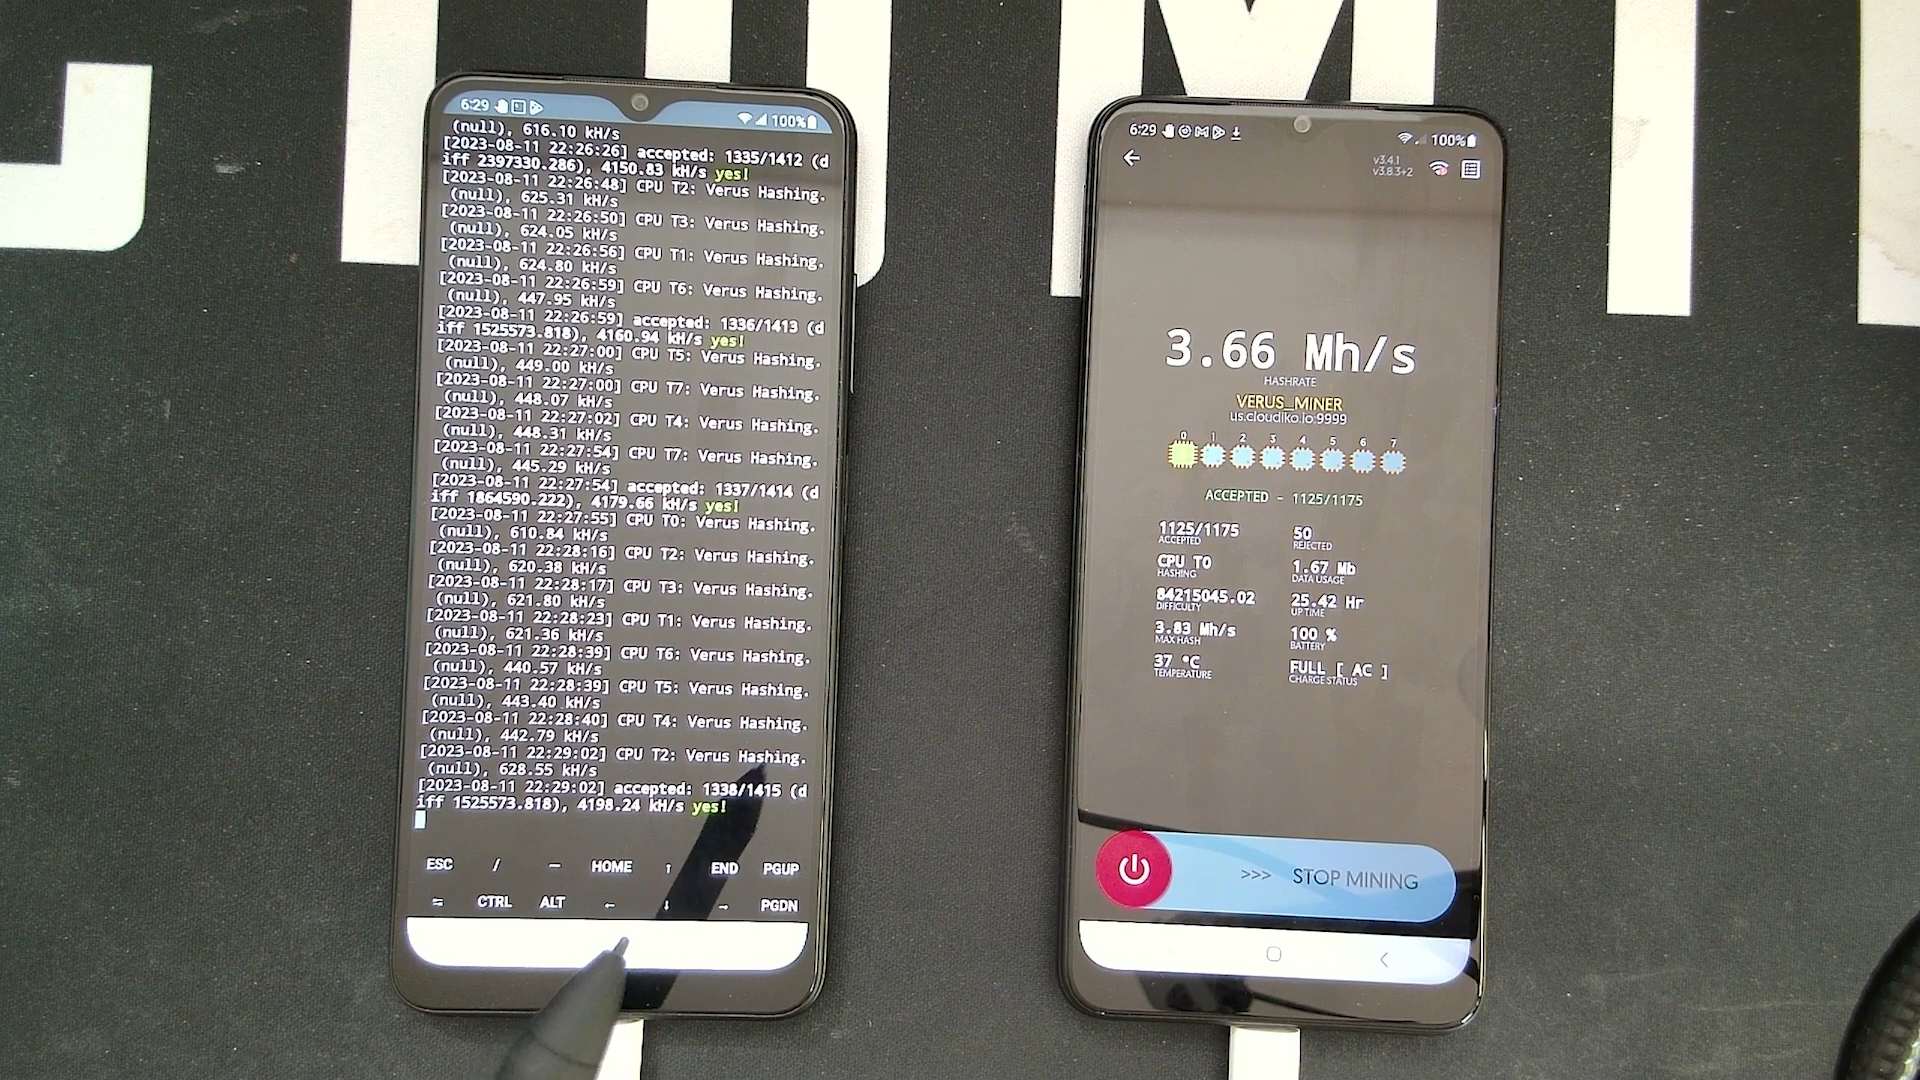 6:29
100%
(null), 616.10 kH/s
[2023-08-11 22:26:26] accepted: 1335/1412 (d
iff 2397330.286), 4150.83 kH/s yes!
[2023-08-11 22:26:48] CPU T2: Verus Hashing.
(null), 625.31 kH/s
[2023-08-11 22:26:50] CPU T3: Verus Hashing.
(null), 624.05 kH/s
[2023-08-11 22:26:56] CPU T1: Verus Hashing.
(null), 624.80 kH/s
[2023-08-11 22:26:59] CPU T6: Verus Hashing.
(null), 447.95 kH/s
[2023-08-11 22:26:59] accepted: 1336/1413 (d
iff 1525573.818), 4160.94 kH/s yes!
[2023-08-11 22:27:00] CPU T5: Verus Hashing.
(null), 449.00 kH/s
[2023-08-11 22:27:00] CPU T7: Verus Hashing.
(null), 448.07 kH/s
[2023-08-11 22:27:02] CPU T4: Verus Hashing.
(null), 448.31 kH/s
[2023-08-11 22:27:54] CPU T7: Verus Hashing.
(null), 445.29 kH/s
[2023-08-11 22:27:54] accepted: 1337/1414 (d
iff 1864590.222), 4179.66 kH/s yes!
[2023-08-11 22:27:55] CPU T0: Verus Hashing.
(null), 610.84 kH/s
[2023-08-11 22:28:16] CPU T2: Verus Hashing.
(null), 620.38 kH/s
[2023-08-11 22:28:17] CPU T3: Verus Hashing.
(null), 621.80 kH/s
[2023-08-11 22:28:23] CPU T1: Verus Hashing.
(null), 621.36 kH/s
[2023-08-11 22:28:39] CPU T6: Verus Hashing.
(null), 440.57 kH/s
[2023-08-11 22:28:39] CPU T5: Verus Hashing.
(null), 443.40 kH/s
[2023-08-11 22:28:40] CPU T4: Verus Hashing.
(null), 442.79 kH/s
[2023-08-11 22:29:02] CPU T2: Verus Hashing.
(null), 628.55 kH/s
[2023-08-11 22:29:02] accepted: 1338/1415 (d
iff 1525573.818), 4198.24 kH/s yes!
ESC / — HOME ↑ END PGUP
⇆ CTRL ALT ← ↓ → PGDN
6:29
100%
v3.4.1
v3.8.3+2
3.66 Mh/s
HASHRATE
VERUS_MINER
us.cloudiko.io:9999
0 1 2 3 4 5 6 7
ACCEPTED - 1125/1175
1125/1175 50
ACCEPTED REJECTED
CPU T0 1.67 Mb
HASHING DATA USAGE
84215045.02 25.42 Hr
DIFFICULTY UP TIME
3.83 Mh/s 100 %
MAX HASH BATTERY
37 °C FULL [ AC ]
TEMPERATURE CHARGE STATUS
>>> STOP MINING